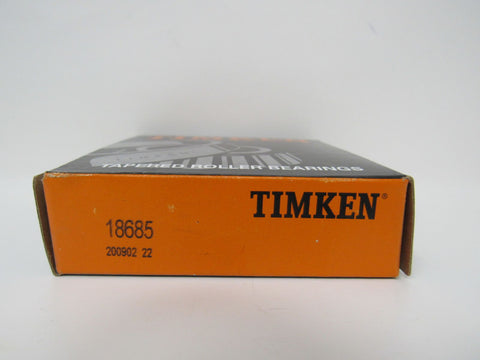 TAPERED ROLLER BEARINGS
TIMKEN®
18685
200902 22